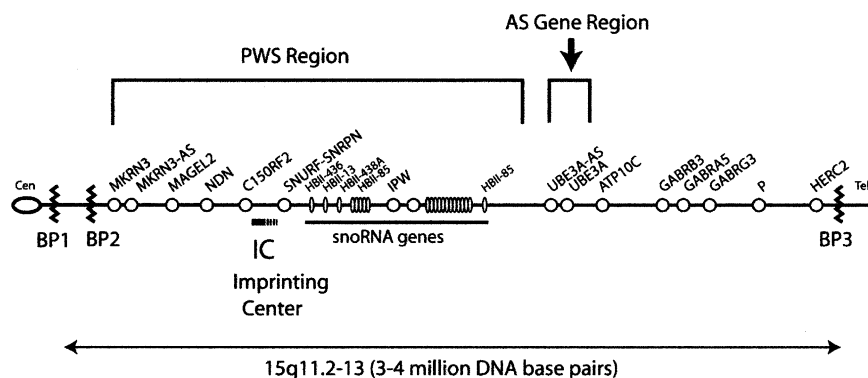 AS Gene Region
PWS Region
Cen
MKRN3
MKRN3-AS
MAGEL2
NDN
C150RF2
SNURF-SNRPN
HBII-436
HBII-13
HBII-438A
HBII-85
IPW
HBII-85
UBE3A-AS
UBE3A
ATP10C
GABRB3
GABRA5
GABRG3
P
HERC2
Tel
BP1
BP2
BP3
IC
snoRNA genes
Imprinting
Center
15q11.2-13 (3-4 million DNA base pairs)